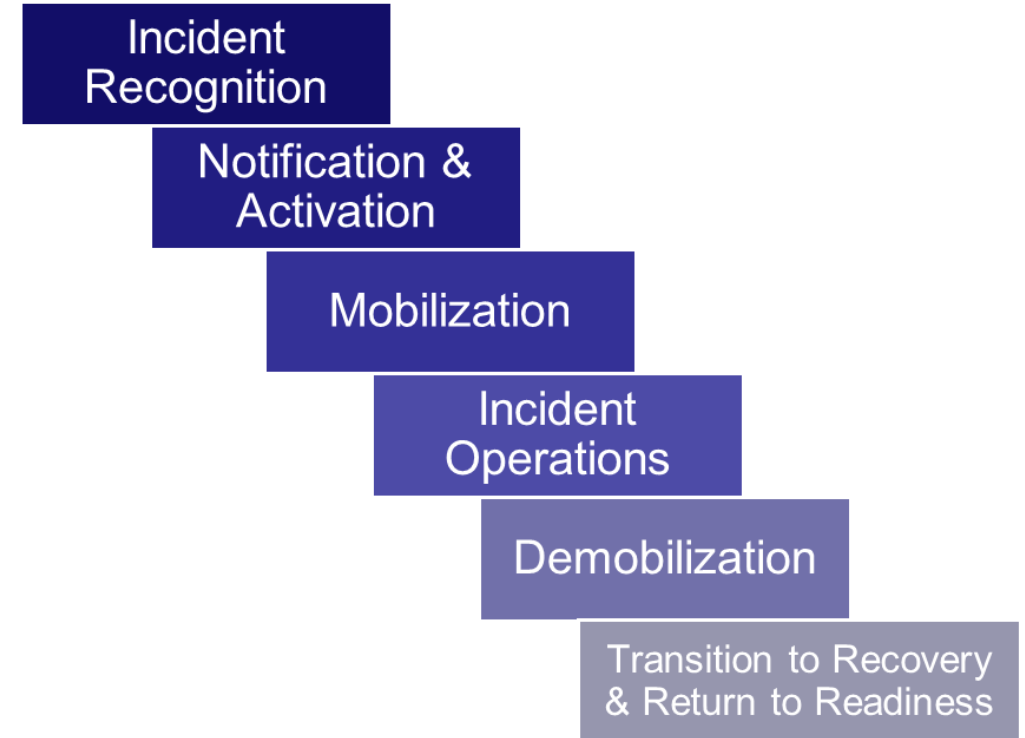 Incident
Recognition
Notification &
Activation
Mobilization
Incident
Operations
Demobilization
Transition to Recovery
& Return to Readiness